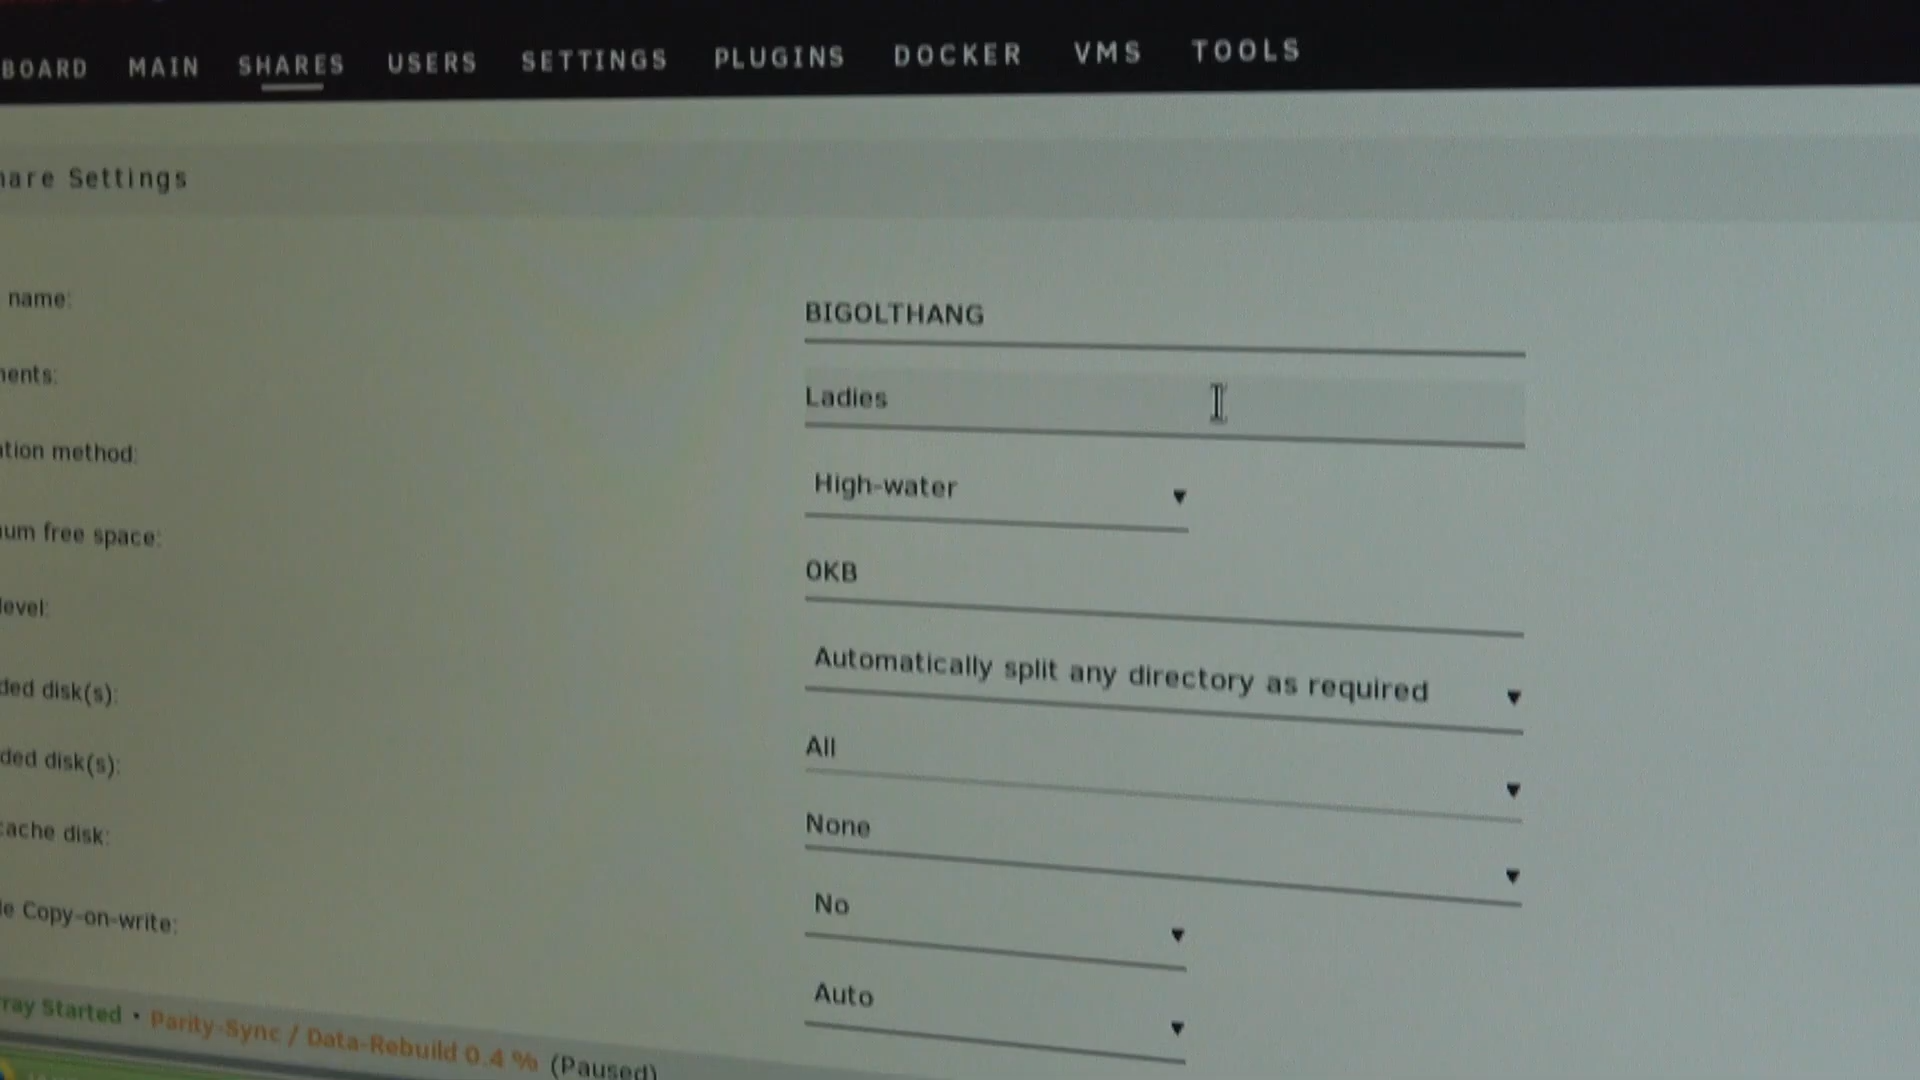 BOARD MAIN SHARES USERS SETTINGS PLUGINS DOCKER VMS TOOLS
are Settings
name: BIGOLTHANG
ents: Ladies
tion method: High-water
um free space: 0KB
level: Automatically split any directory as required
ded disk(s): All
ded disk(s): None
cache disk: No
le Copy-on-write: Auto
ray Started • Parity-Sync / Data-Rebuild 0.4 % (Paused)